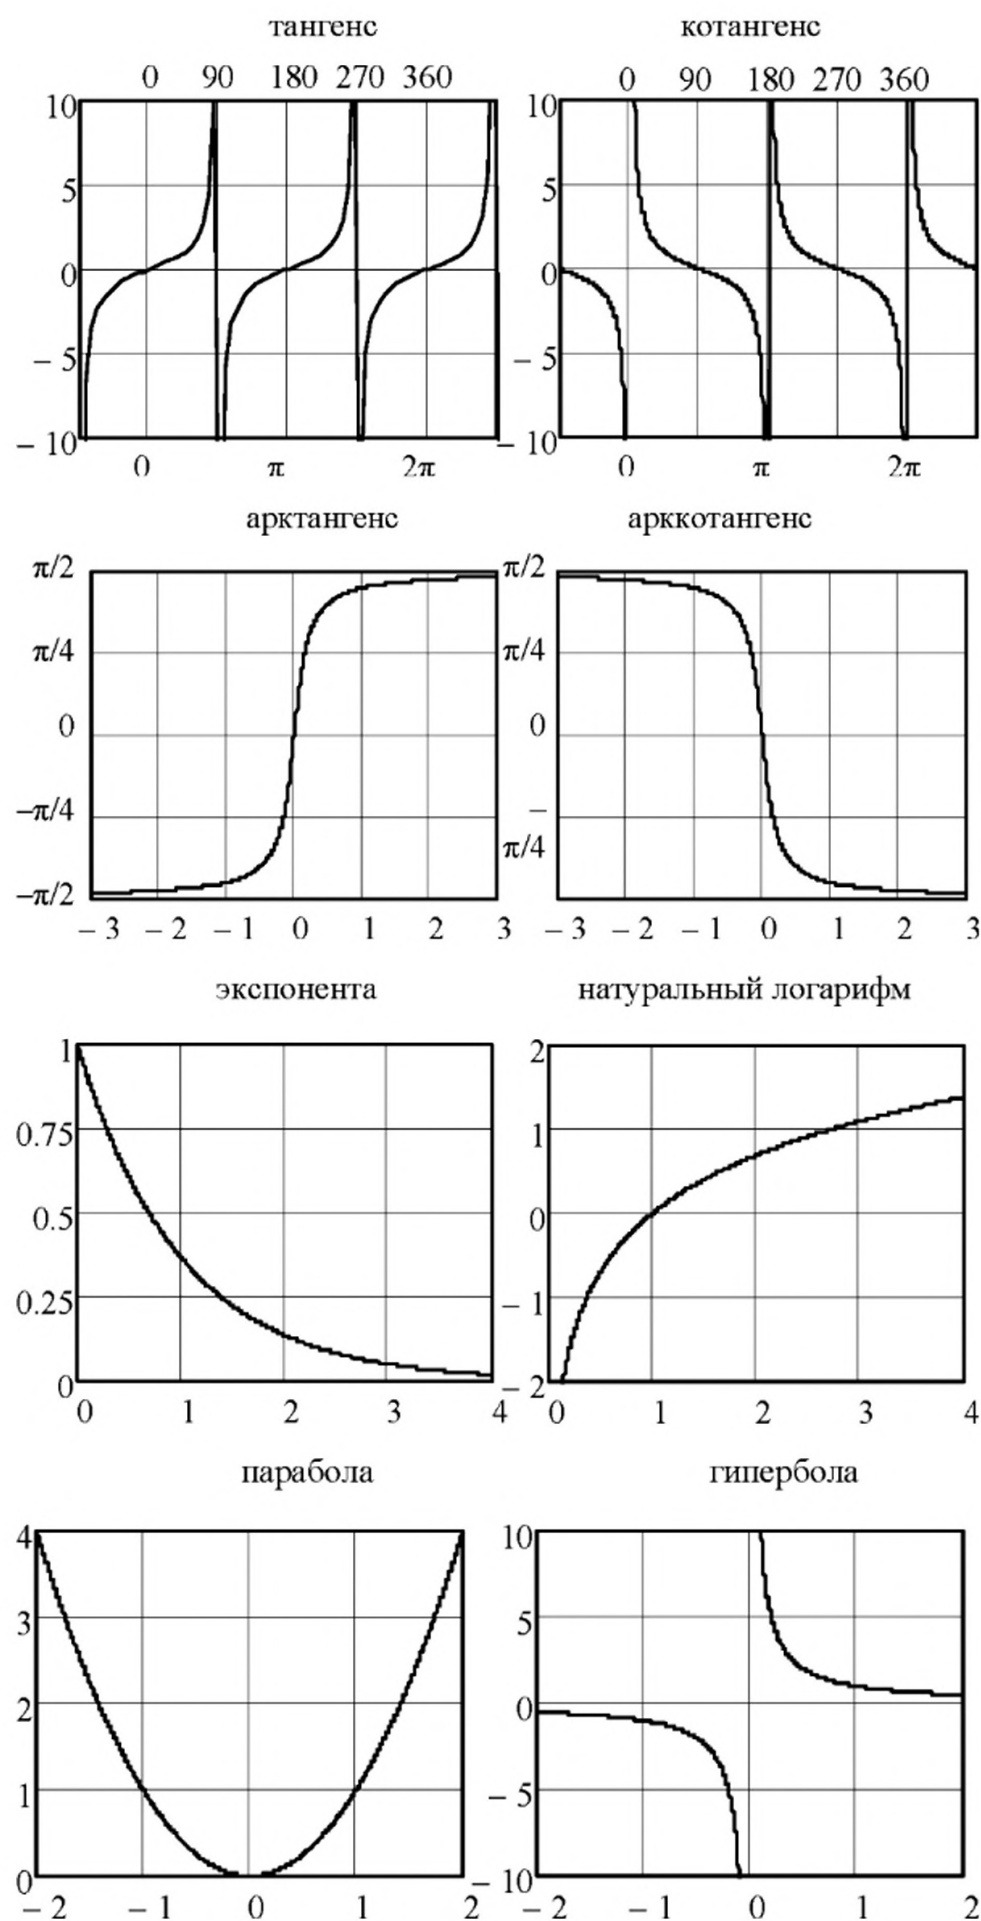 тангенс котангенс
0 90 180 270 360 0 90 180 270 360
10 10
5 5
0 0
– 5 – 5
– 10 – 10
0 π 2π 0 π 2π
арктангенс арккотангенс
π/2 π/2
π/4 π/4
0 0
–π/4 –
π/4
–π/2
– 3 – 2 – 1 0 1 2 3 – 3 – 2 – 1 0 1 2 3
экспонента натуральный логарифм
1 2
0.75 1
0.5 0
0.25 – 1
0 – 2
0 1 2 3 4 0 1 2 3 4
парабола гипербола
4 10
3 5
2 0
1 – 5
0 – 10
– 2 – 1 0 1 2 – 2 – 1 0 1 2